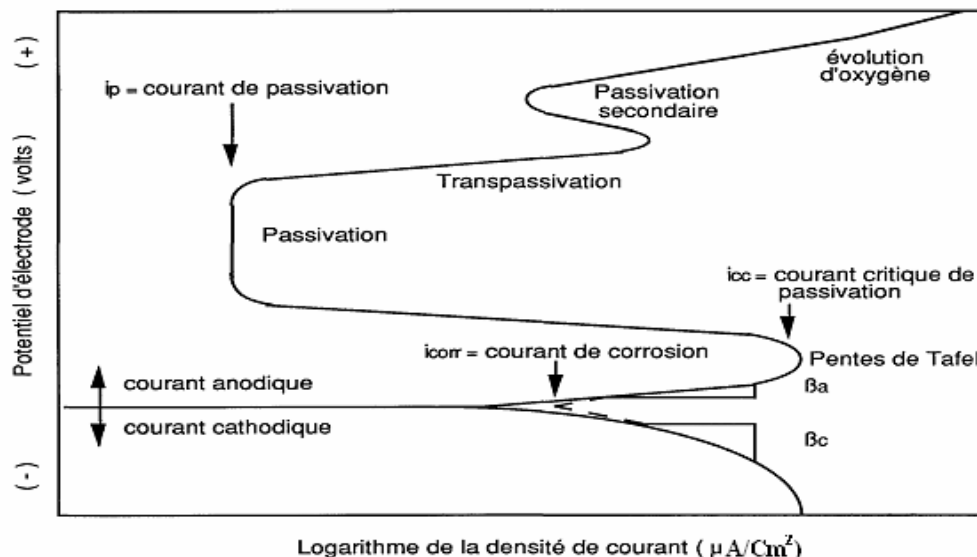 ( + )
évolution
d'oxygène
ip = courant de passivation
Passivation
secondaire
Potentiel d'électrode ( volts )
Transpassivation
Passivation
icc = courant critique de
passivation
icorr = courant de corrosion
Pentes de Tafel
courant anodique
βa
courant cathodique
βc
( - )
Logarithme de la densité de courant ( µA/Cm²)